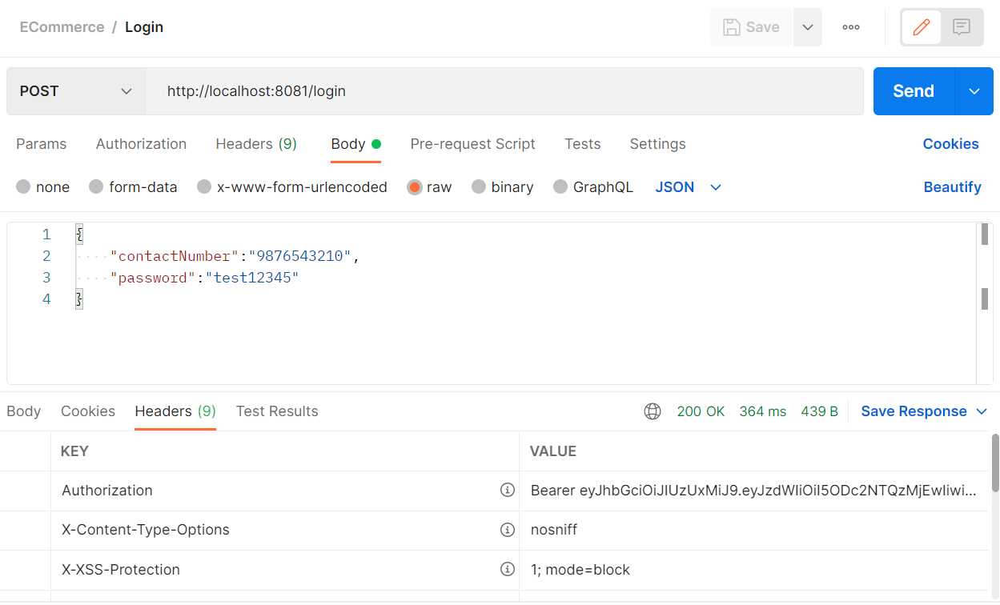 ECommerce / Login
Save
POST
http://localhost:8081/login
Send
Params Authorization Headers (9) Body Pre-request Script Tests Settings Cookies
none form-data x-www-form-urlencoded raw binary GraphQL JSON Beautify
1 {
2 "contactNumber":"9876543210",
3 "password":"test12345"
4 }
Body Cookies Headers (9) Test Results 200 OK 364 ms 439 B Save Response
KEY VALUE
Authorization Bearer eyJhbGciOiJIUzUxMiJ9.eyJzdWIiOiI5ODc2NTQzMjEwIiwi...
X-Content-Type-Options nosniff
X-XSS-Protection 1; mode=block